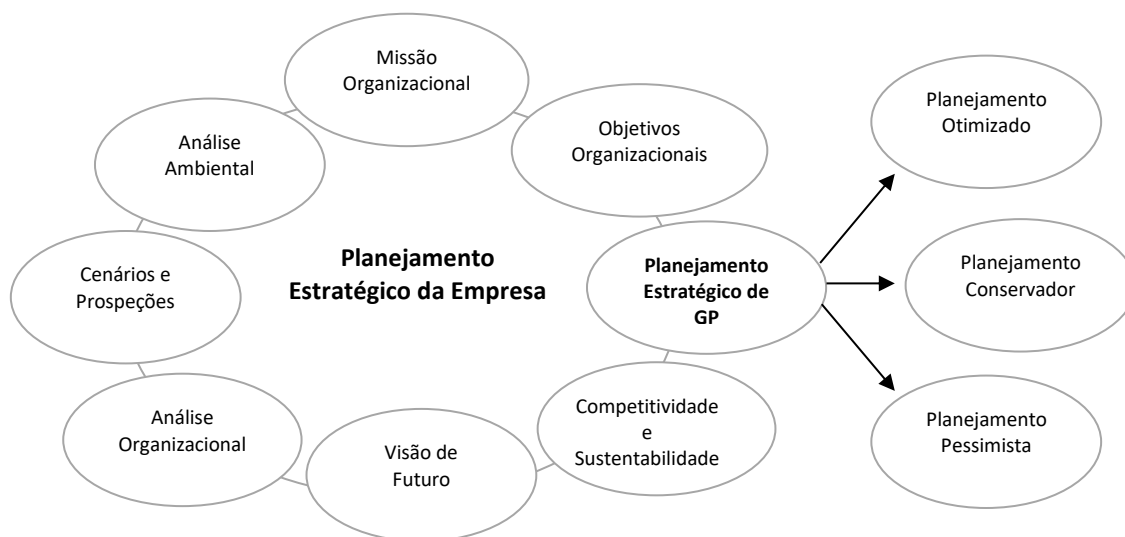 Missão
Organizacional
Planejamento
Otimizado
Análise
Ambiental
Objetivos
Organizacionais
Cenários e
Prospeções
Planejamento
Estratégico da Empresa
Planejamento
Estratégico de
GP
Planejamento
Conservador
Análise
Organizacional
Visão de
Futuro
Competitividade
e
Sustentabilidade
Planejamento
Pessimista